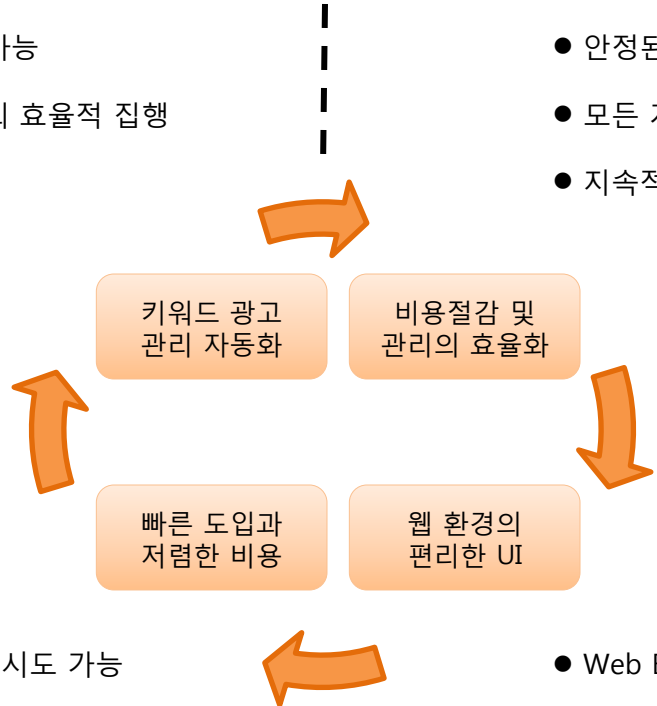 가능
● 안정된
효율적 집행
● 모든
● 지속적
키워드 광고
관리 자동화
비용절감 및
관리의 효율화
빠른 도입과
저렴한 비용
웹 환경의
편리한 UI
시도 가능
● Web